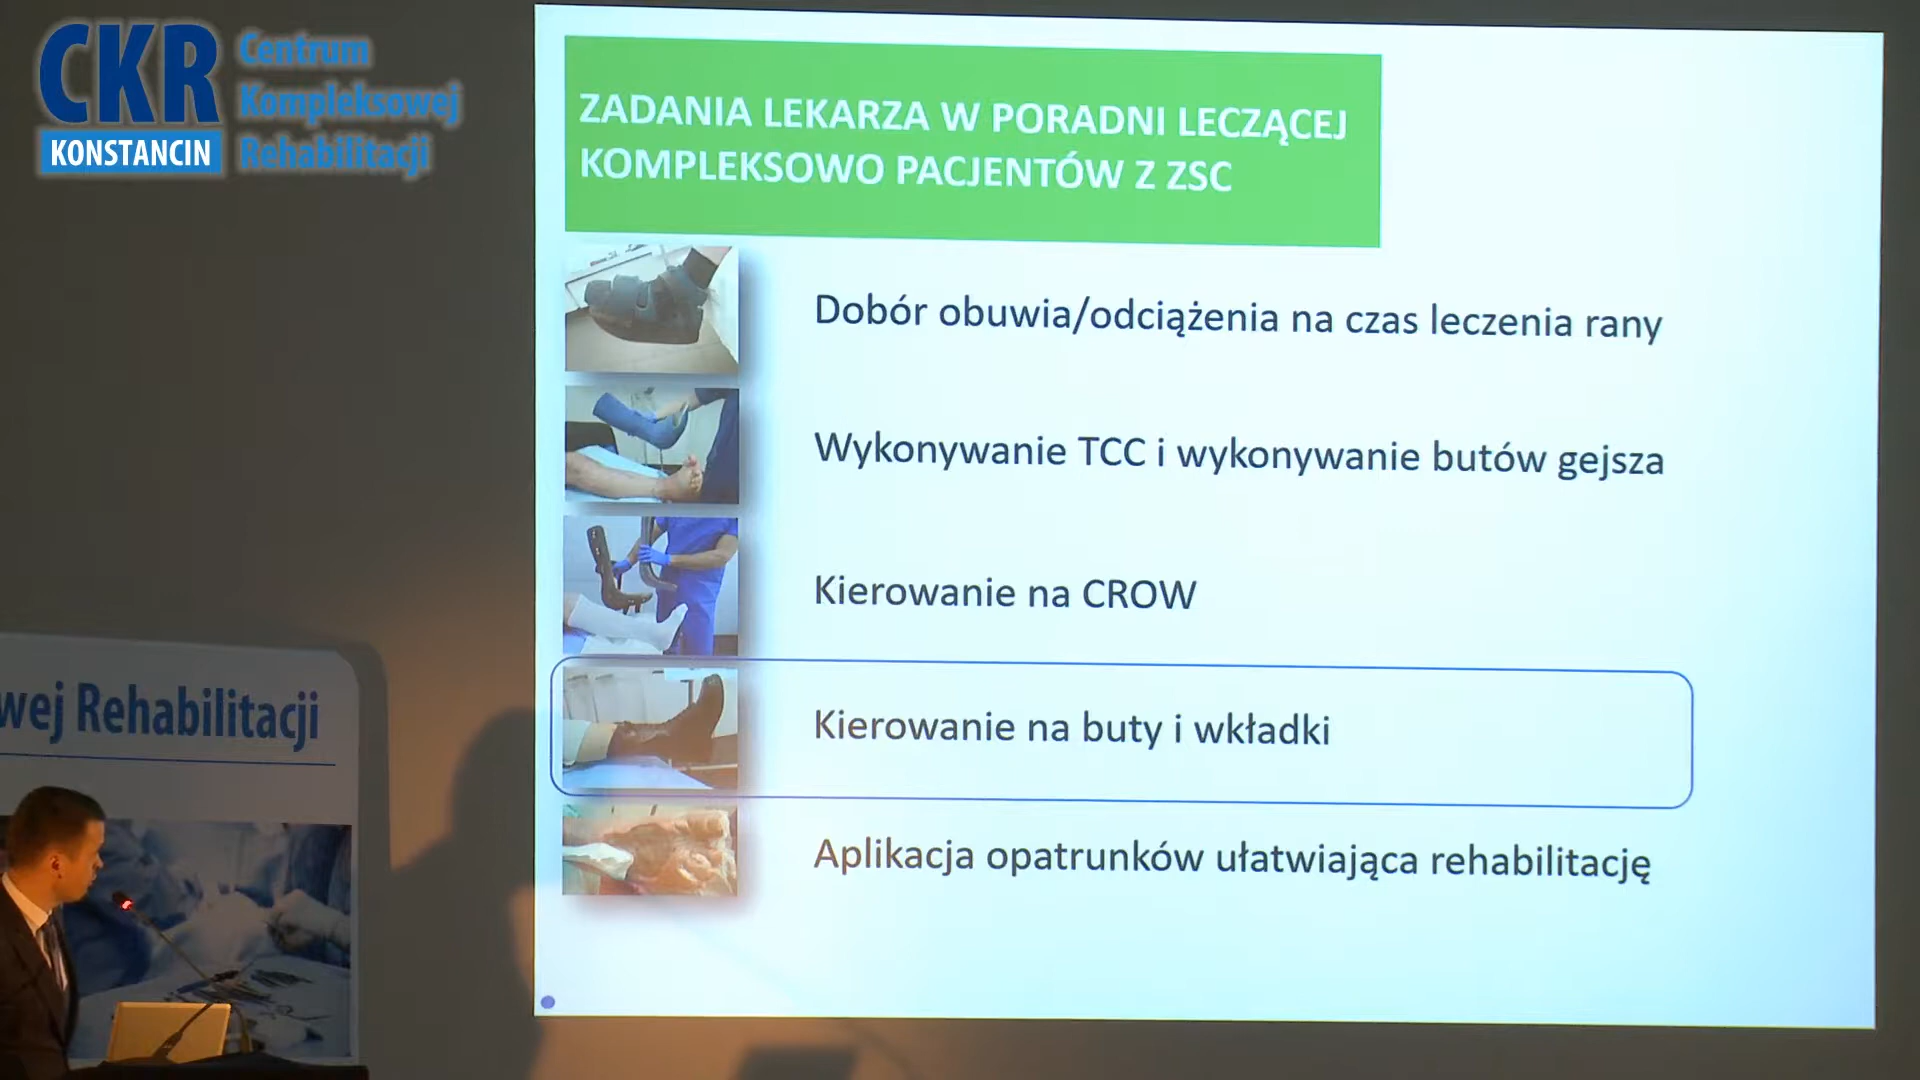 CKR
KONSTANCIN
Centrum
Kompleksowej
Rehabilitacji
ZADANIA LEKARZA W PORADNI LECZĄCEJ
KOMPLEKSOWO PACJENTÓW Z ZSC
Dobór obuwia/odciążenia na czas leczenia rany
Wykonywanie TCC i wykonywanie butów gejsza
Kierowanie na CROW
Kierowanie na buty i wkładki
Aplikacja opatrunków ułatwiająca rehabilitację
wej Rehabilitacji